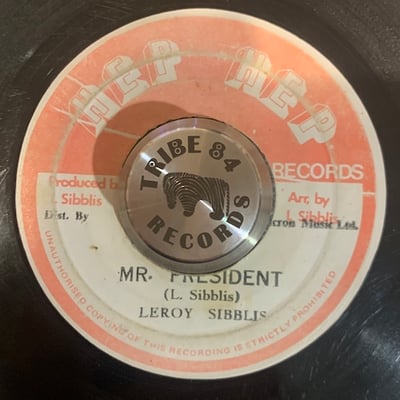 HEP HEP
RECORDS
Produced by
L Sibblis
Arr. by
L. Sibblis
Dist. By
cron Music Ltd.
TRIBE 84
RECORDS
MR. PRESIDENT
(L. Sibblis)
LEROY SIBBLIS
UNAUTHORISED COPYING OF THIS RECORDING IS STRICTLY PROHIBITED